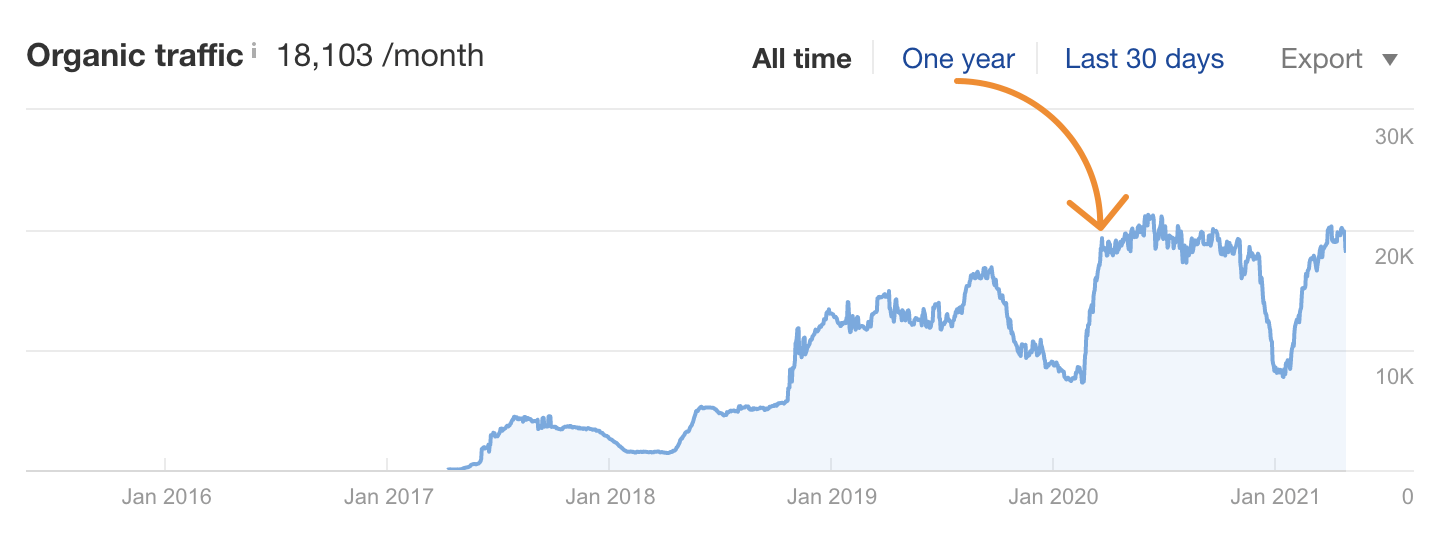 Organic traffic i 18,103 /month All time One year Last 30 days Export
30K
20K
10K
Jan 2016 Jan 2017 Jan 2018 Jan 2019 Jan 2020 Jan 2021 0